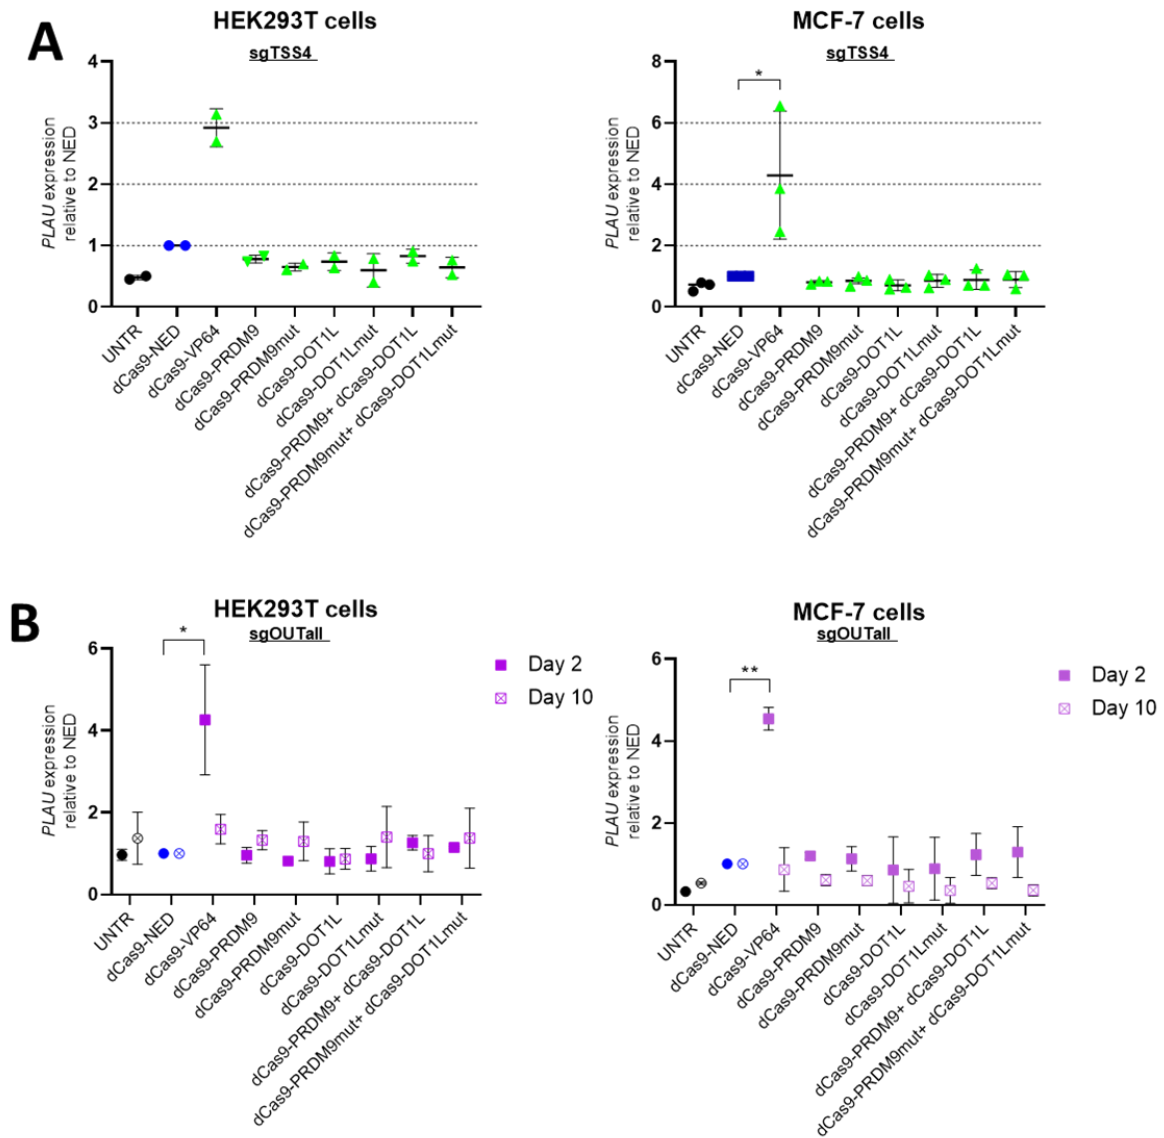 A
HEK293T cells
sgTSS4
PLAU expression
relative to NED
4
3
2
1
0
UNTR
dCas9-NED
dCas9-VP64
dCas9-PRDM9
dCas9-PRDM9mut
dCas9-DOT1L
dCas9-DOT1Lmut
dCas9-PRDM9+ dCas9-DOT1L
dCas9-PRDM9mut+ dCas9-DOT1Lmut
MCF-7 cells
sgTSS4
PLAU expression
relative to NED
8
6
4
2
0
*
UNTR
dCas9-NED
dCas9-VP64
dCas9-PRDM9
dCas9-PRDM9mut
dCas9-DOT1L
dCas9-DOT1Lmut
dCas9-PRDM9+ dCas9-DOT1L
dCas9-PRDM9mut+ dCas9-DOT1Lmut
B
HEK293T cells
sgOUTall
PLAU expression
relative to NED
6
4
2
0
*
Day 2
Day 10
UNTR
dCas9-NED
dCas9-VP64
dCas9-PRDM9
dCas9-PRDM9mut
dCas9-DOT1L
dCas9-DOT1Lmut
dCas9-PRDM9+ dCas9-DOT1L
dCas9-PRDM9mut+ dCas9-DOT1Lmut
MCF-7 cells
sgOUTall
PLAU expression
relative to NED
6
4
2
0
**
Day 2
Day 10
UNTR
dCas9-NED
dCas9-VP64
dCas9-PRDM9
dCas9-PRDM9mut
dCas9-DOT1L
dCas9-DOT1Lmut
dCas9-PRDM9+ dCas9-DOT1L
dCas9-PRDM9mut+ dCas9-DOT1Lmut